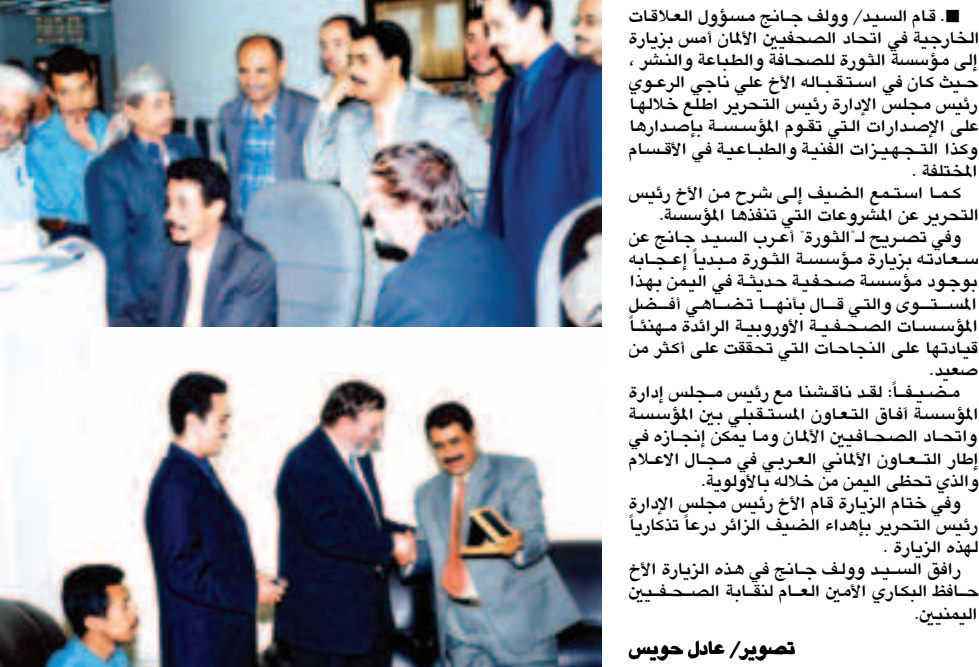 ■. قام السيد/ وولف جانج مسؤول العلاقات
الخارجية في اتحاد الصحفيين الألمان أمس بزيارة
إلى مؤسسة الثورة للصحافة والطباعة والنشر ،
حيث كان في استقباله الأخ علي ناجي الرعوي
رئيس مجلس الإدارة رئيس التحرير اطلع خلالها
على الإصدارات التي تقوم المؤسسة بإصدارها
وكذا التجهيزات الفنية والطباعية في الأقسام
المختلفة .
كما استمع الضيف إلى شرح من الأخ رئيس
التحرير عن المشروعات التي تنفذها المؤسسة.
وفي تصريح لـ"الثورة" أعرب السيد جانج عن
سعادته بزيارة مؤسسة الثورة مبدياً إعجابه
بوجود مؤسسة صحفية حديثة في اليمن بهذا
المستوى والتي قال بأنها تضاهي أفضل
المؤسسات الصحفية الأوروبية الرائدة مهنئاً
قيادتها على النجاحات التي تحققت على أكثر من
صعيد.
مضيفاً: لقد ناقشنا مع رئيس مجلس إدارة
المؤسسة آفاق التعاون المستقبلي بين المؤسسة
واتحاد الصحافيين الألمان وما يمكن إنجازه في
إطار التعاون الألماني العربي في مجال الاعلام
والذي تحظى اليمن من خلاله بالأولوية.
وفي ختام الزيارة قام الأخ رئيس مجلس الإدارة
رئيس التحرير بإهداء الضيف الزائر درعاً تذكارياً
لهذه الزيارة .
رافق السيد وولف جانج في هذه الزيارة الأخ
حافظ البكاري الأمين العام لنقابة الصحفيين
اليمنيين.
تصوير/ عادل حويس